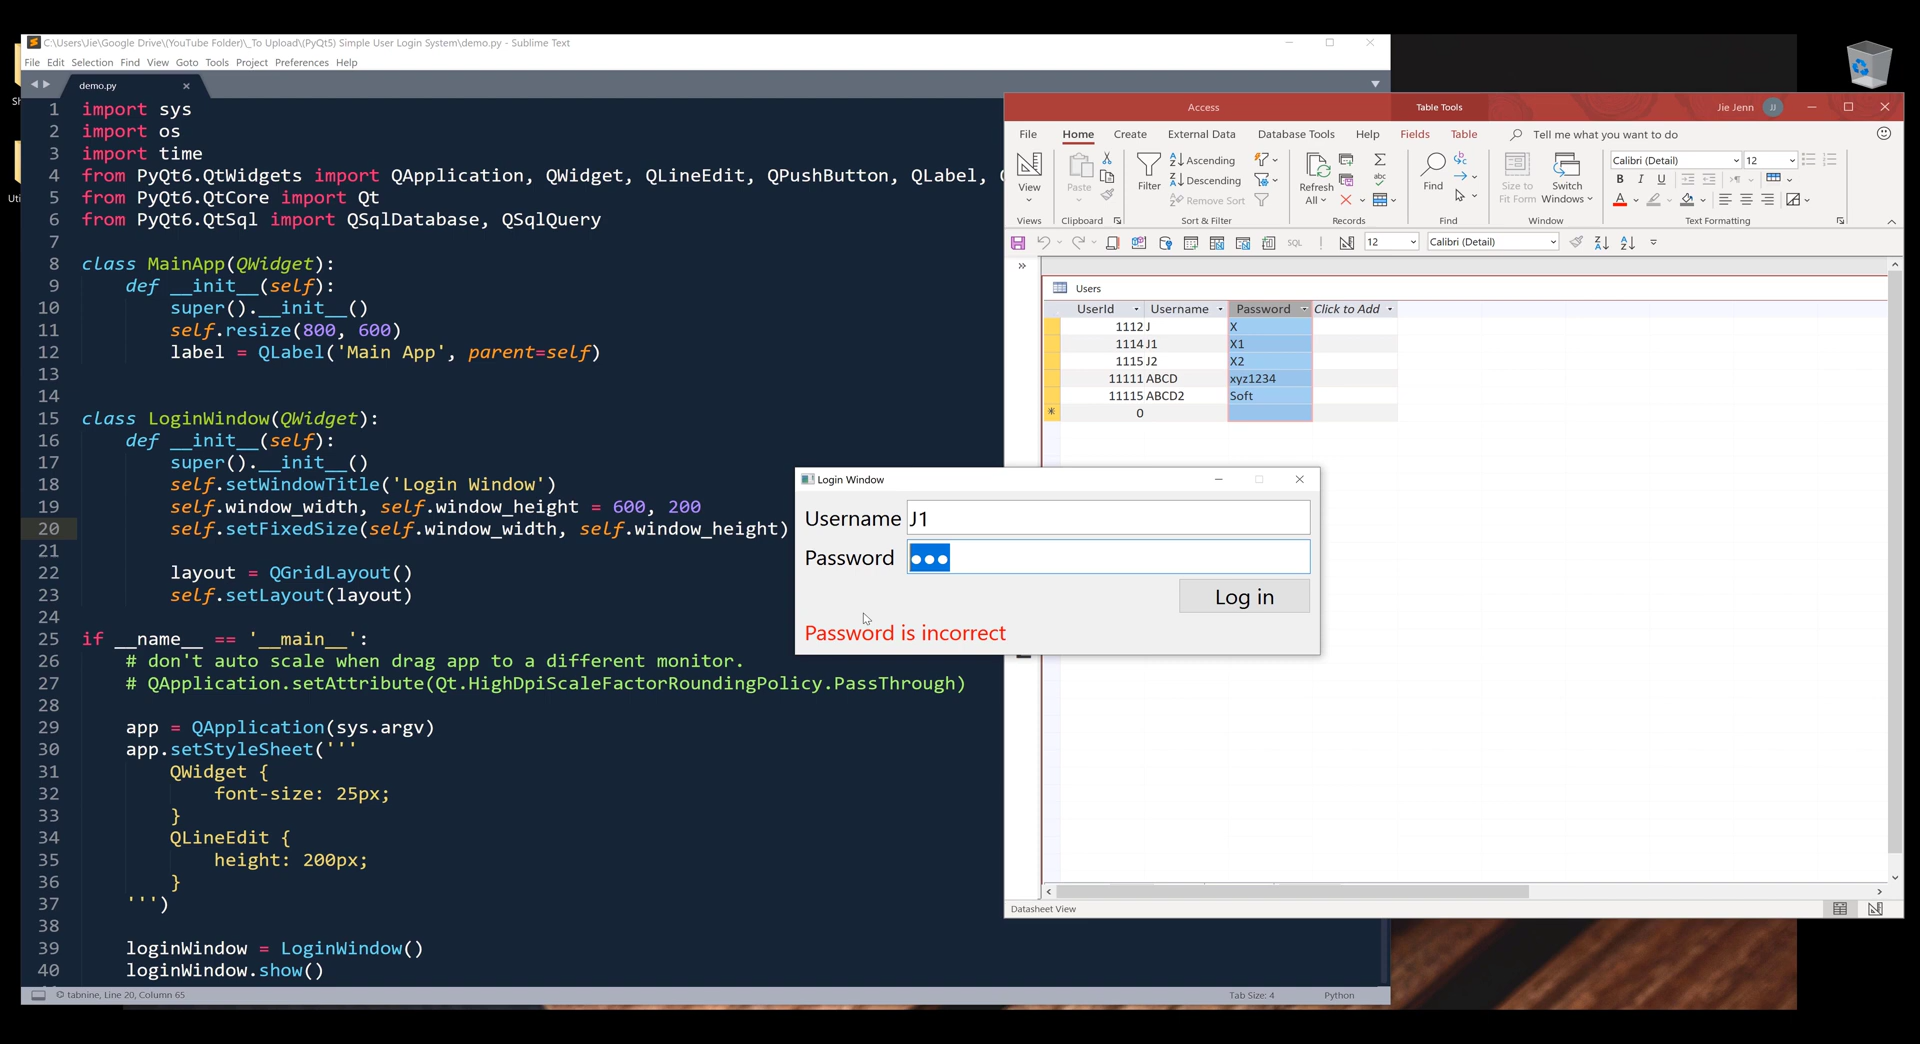 C:\Users\Jie\Google Drive\(YouTube Folder)\_To Upload\(PyQt5) Simple User Login System\demo.py - Sublime Text
File Edit Selection Find View Goto Tools Project Preferences Help
demo.py
1 import sys
2 import os
3 import time
4 from PyQt6.QtWidgets import QApplication, QWidget, QLineEdit, QPushButton, QLabel,
5 from PyQt6.QtCore import Qt
6 from PyQt6.QtSql import QSqlDatabase, QSqlQuery
7
8 class MainApp(QWidget):
9 def __init__(self):
10 super().__init__()
11 self.resize(800, 600)
12 label = QLabel('Main App', parent=self)
13
14
15 class LoginWindow(QWidget):
16 def __init__(self):
17 super().__init__()
18 self.setWindowTitle('Login Window')
19 self.window_width, self.window_height = 600, 200
20 self.setFixedSize(self.window_width, self.window_height)
21
22 layout = QGridLayout()
23 self.setLayout(layout)
24
25 if __name__ == '__main__':
26 # don't auto scale when drag app to a different monitor.
27 # QApplication.setAttribute(Qt.HighDpiScaleFactorRoundingPolicy.PassThrough)
28
29 app = QApplication(sys.argv)
30 app.setStyleSheet('''
31 QWidget {
32 font-size: 25px;
33 }
34 QLineEdit {
35 height: 200px;
36 }
37 ''')
38
39 loginWindow = LoginWindow()
40 loginWindow.show()
tabnine, Line 20, Column 65
Tab Size: 4
Python
Access
Table Tools
Jie Jenn
JJ
File Home Create External Data Database Tools Help Fields Table Tell me what you want to do
View
Views
Paste
Clipboard
Filter
Ascending
Descending
Remove Sort
Sort & Filter
Refresh All
Records
Find
Find
Size to Fit Form
Switch Windows
Window
Calibri (Detail) 12
B I U
Text Formatting
SQL
12
Calibri (Detail)
Users
UserId Username Password Click to Add
1112 J X
1114 J1 X1
1115 J2 X2
11111 ABCD xyz1234
11115 ABCD2 Soft
* 0
Datasheet View
Login Window
Username J1
Password ●●●
Log in
Password is incorrect